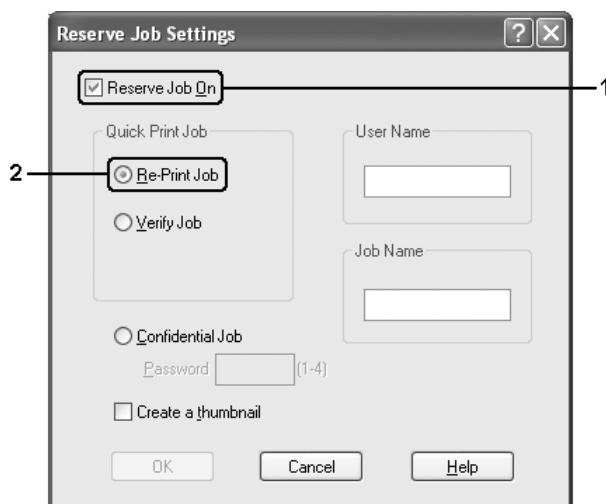 Reserve Job Settings
Reserve Job On
1
Quick Print Job
User Name
2
Re-Print Job
Verify Job
Job Name
Confidential Job
Password
(1-4)
Create a thumbnail
OK
Cancel
Help